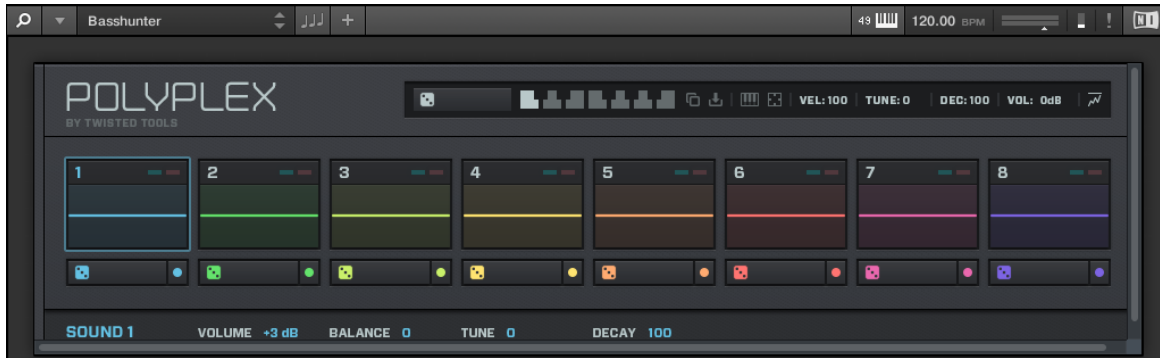 Basshunter
49
120.00 BPM
POLYPLEX
BY TWISTED TOOLS
VEL: 100 TUNE: 0 DEC: 100 VOL: 0dB
1 2 3 4 5 6 7 8
SOUND 1 VOLUME +3 dB BALANCE 0 TUNE 0 DECAY 100